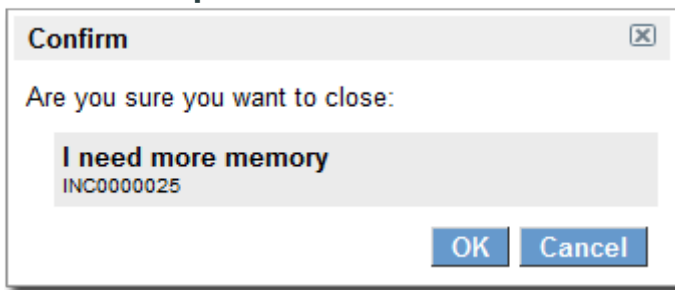 Confirm
Are you sure you want to close:
I need more memory
INC0000025
OK Cancel